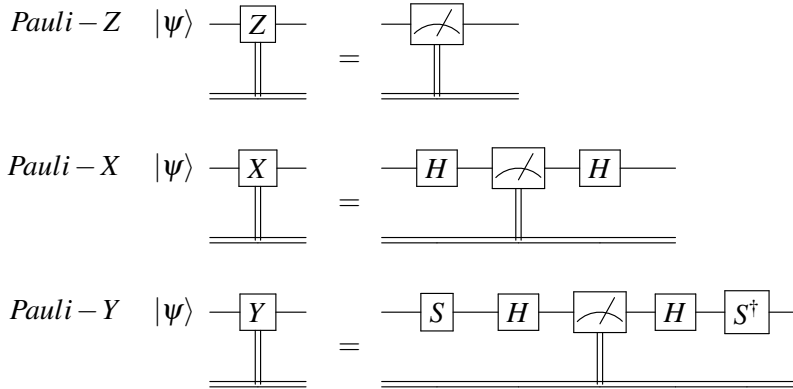 Pauli − Z |ψ⟩ Z
=
Pauli − X |ψ⟩ X H H
=
Pauli − Y |ψ⟩ Y S H H S†
=